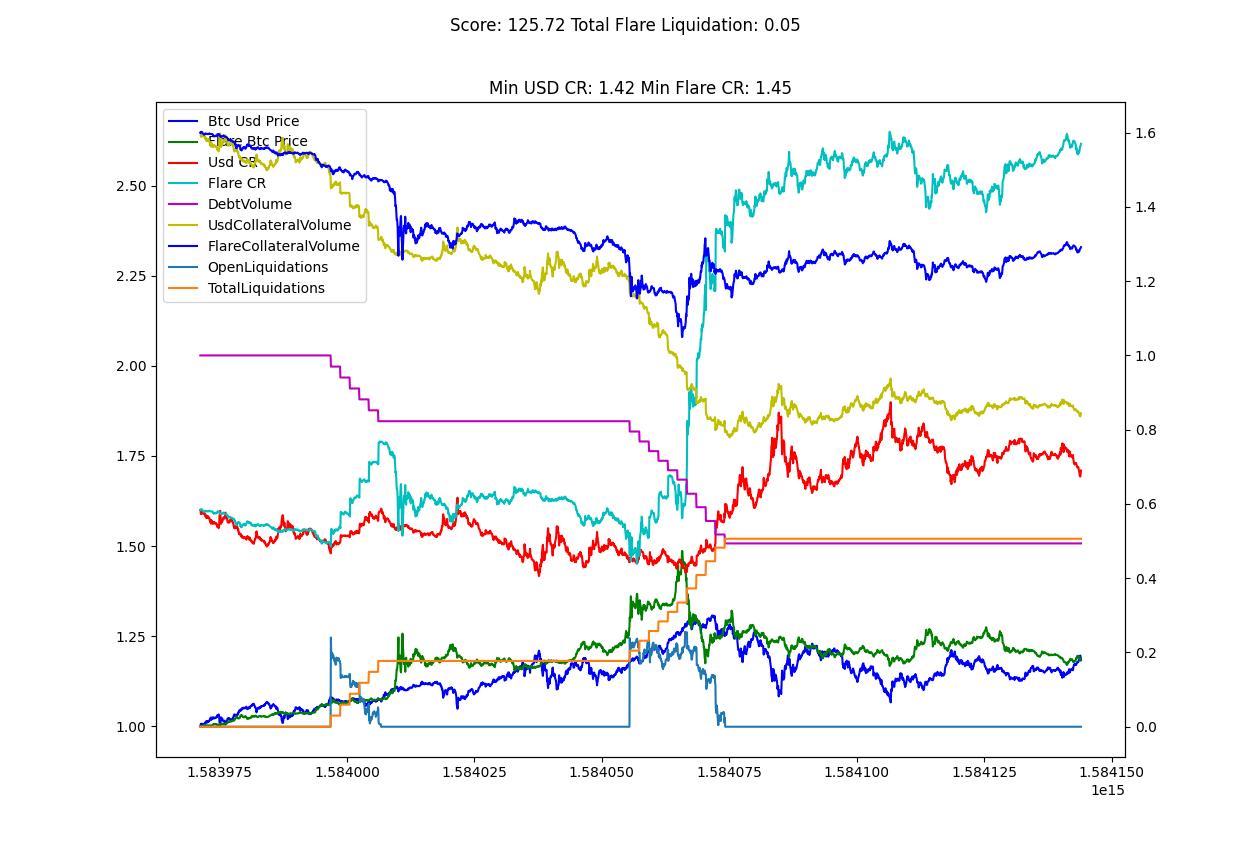 Score: 125.72 Total Flare Liquidation: 0.05
Min USD CR: 1.42 Min Flare CR: 1.45
Btc Usd Price
Flare Btc Price
Usd CR
Flare CR
DebtVolume
UsdCollateralVolume
FlareCollateralVolume
OpenLiquidations
TotalLiquidations
2.50
2.25
2.00
1.75
1.50
1.25
1.00
1.6
1.4
1.2
1.0
0.8
0.6
0.4
0.2
0.0
1.583975 1.584000 1.584025 1.584050 1.584075 1.584100 1.584125 1.584150
1e15